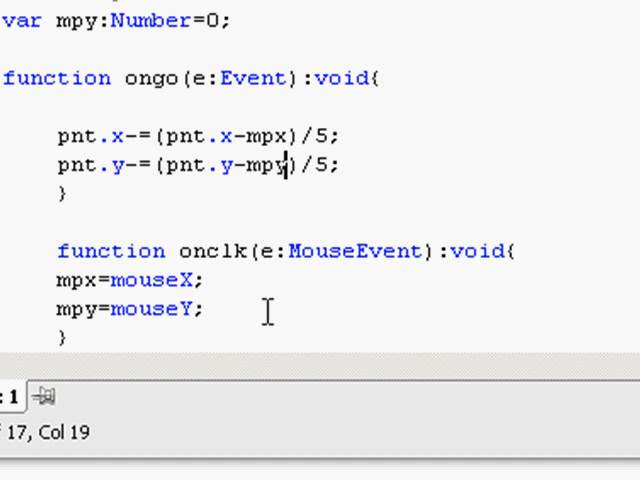 var mpy:Number=0;
function ongo(e:Event):void{
pnt.x-=(pnt.x-mpx)/5;
pnt.y-=(pnt.y-mpy)/5;
}
function onclk(e:MouseEvent):void{
mpx=mouseX;
mpy=mouseY;
}
: 1
17, Col 19